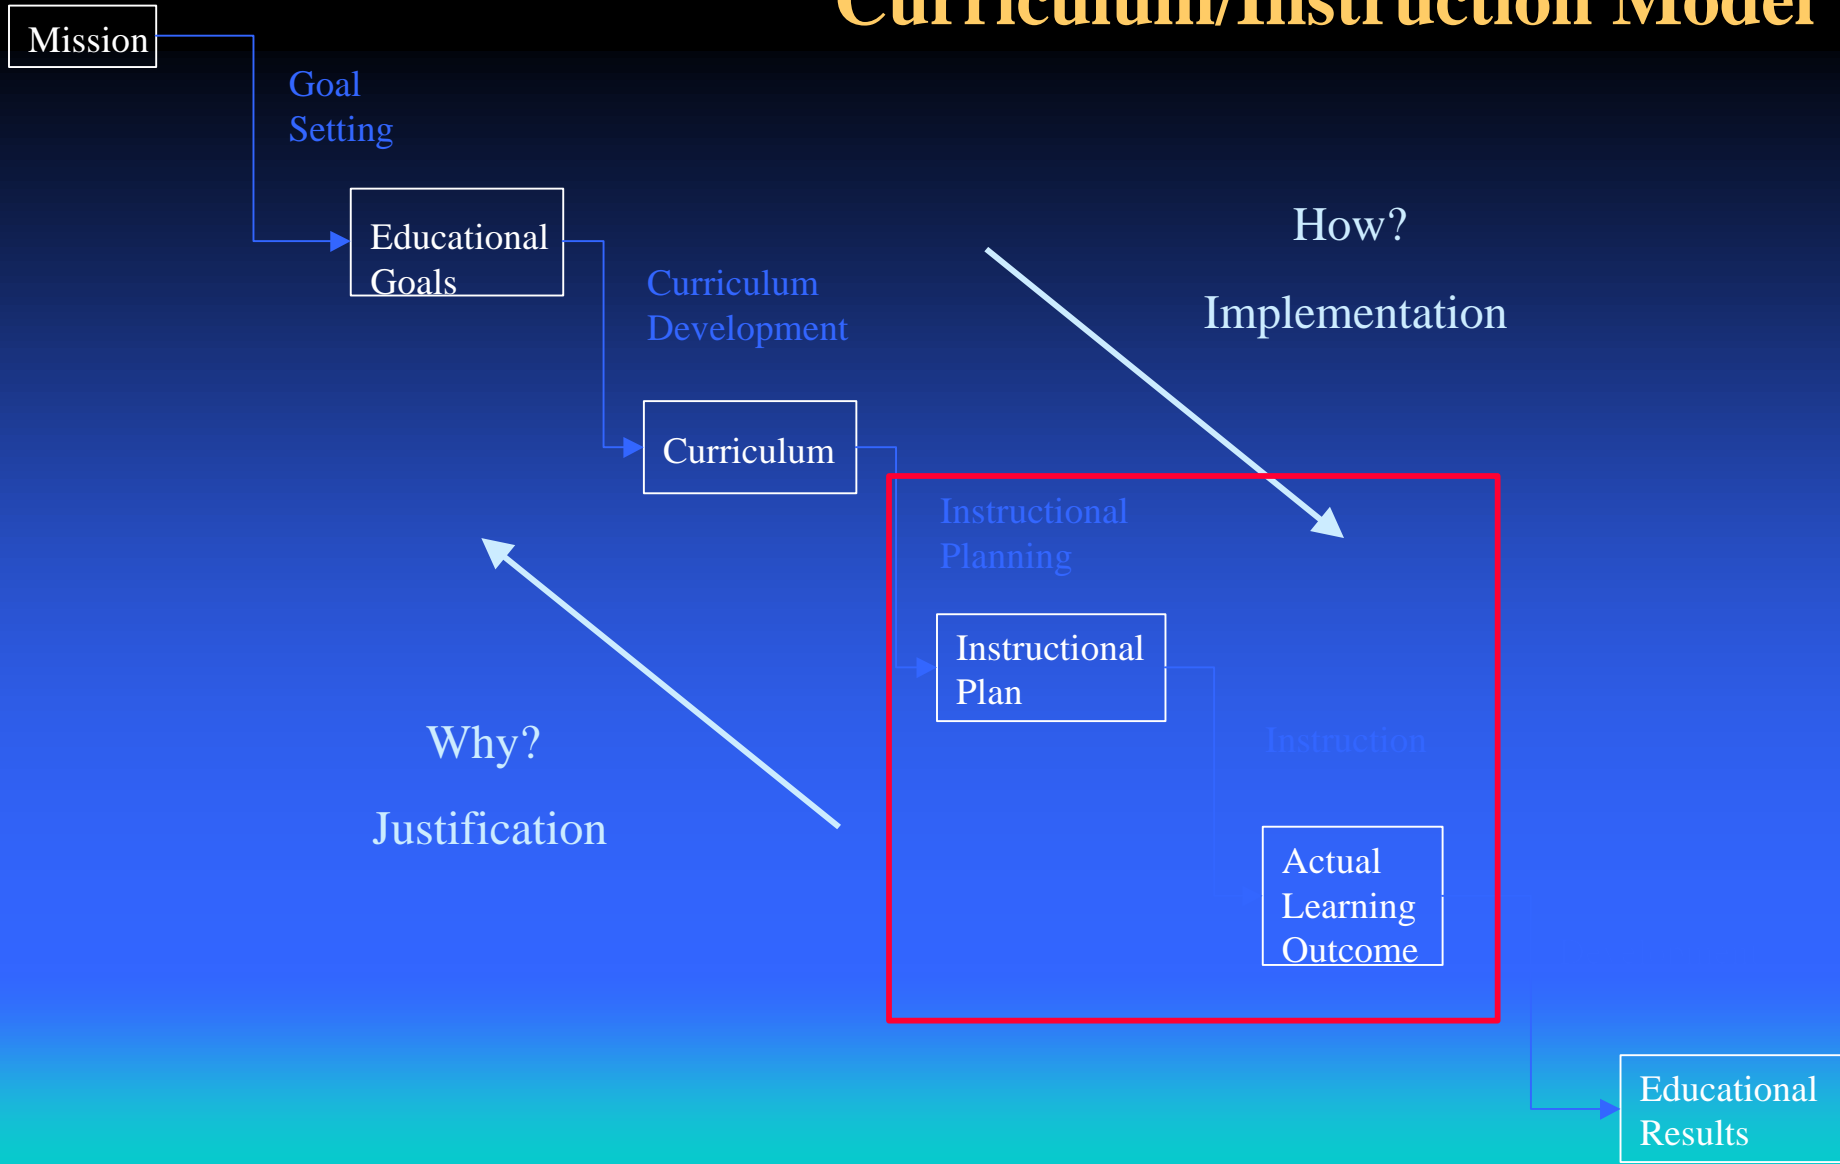 Curriculum/Instruction Model
Mission
Goal
Setting
Educational
Goals
How?
Implementation
Curriculum
Development
Curriculum
Instructional
Planning
Instructional
Plan
Why?
Justification
Instruction
Actual
Learning
Outcome
Educational
Results